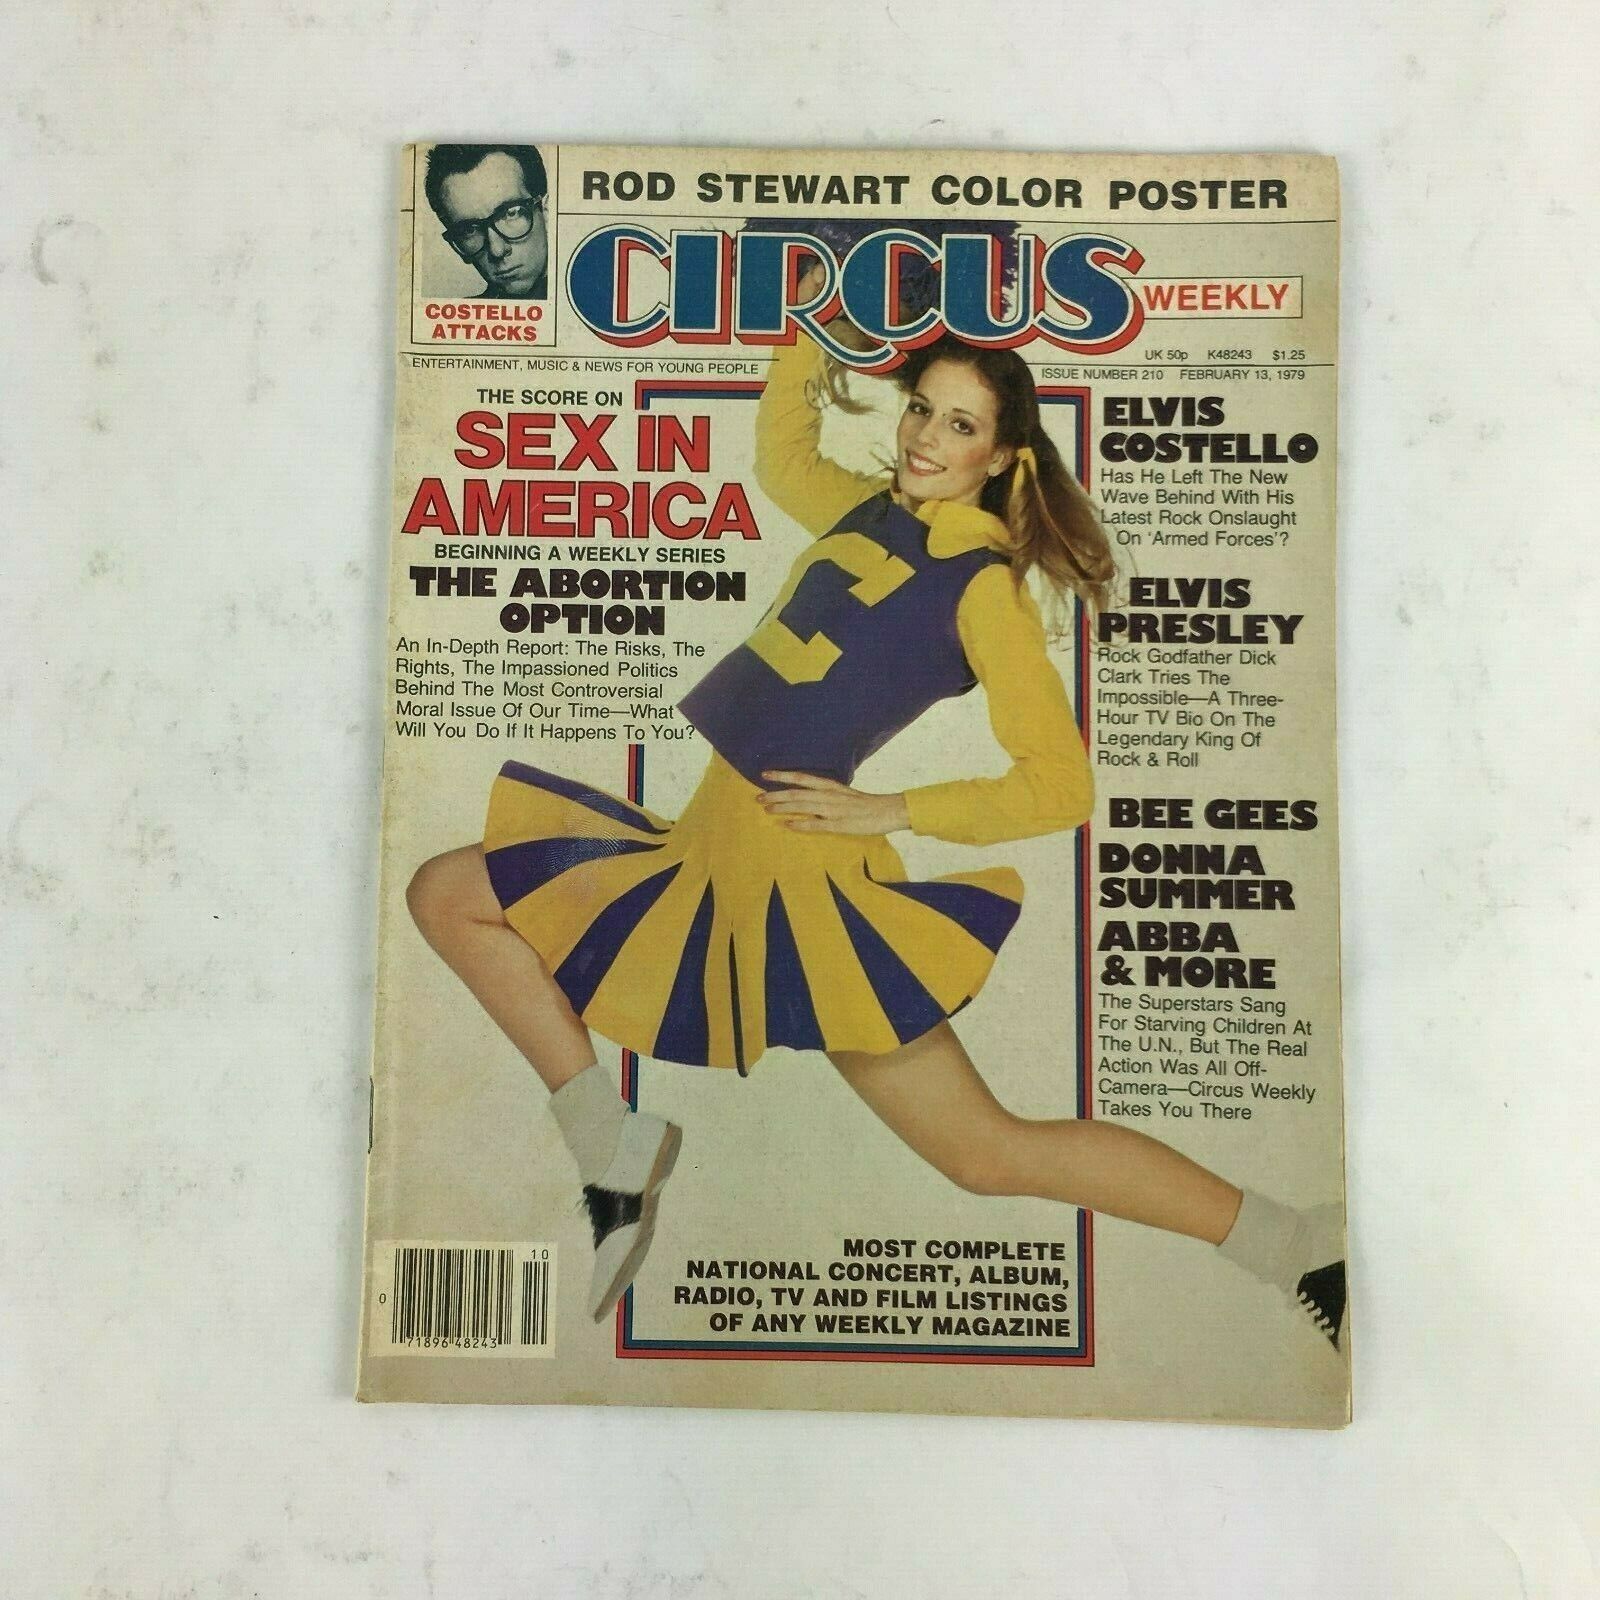 ROD STEWART COLOR POSTER
COSTELLO
ATTACKS
CIRCUS
WEEKLY
UK 50p K48243 $1.25
ENTERTAINMENT, MUSIC & NEWS FOR YOUNG PEOPLE
ISSUE NUMBER 210 FEBRUARY 13, 1979
THE SCORE ON
SEX IN
AMERICA
BEGINNING A WEEKLY SERIES
THE ABORTION
OPTION
An In-Depth Report: The Risks, The
Rights, The Impassioned Politics
Behind The Most Controversial
Moral Issue Of Our Time—What
Will You Do If It Happens To You?
C
ELVIS
COSTELLO
Has He Left The New
Wave Behind With His
Latest Rock Onslaught
On 'Armed Forces'?
ELVIS
PRESLEY
Rock Godfather Dick
Clark Tries The
Impossible—A Three-
Hour TV Bio On The
Legendary King Of
Rock & Roll
BEE GEES
DONNA
SUMMER
ABBA
& MORE
The Superstars Sang
For Starving Children At
The U.N., But The Real
Action Was All Off-
Camera—Circus Weekly
Takes You There
MOST COMPLETE
NATIONAL CONCERT, ALBUM,
RADIO, TV AND FILM LISTINGS
OF ANY WEEKLY MAGAZINE
10
0
71896 48243